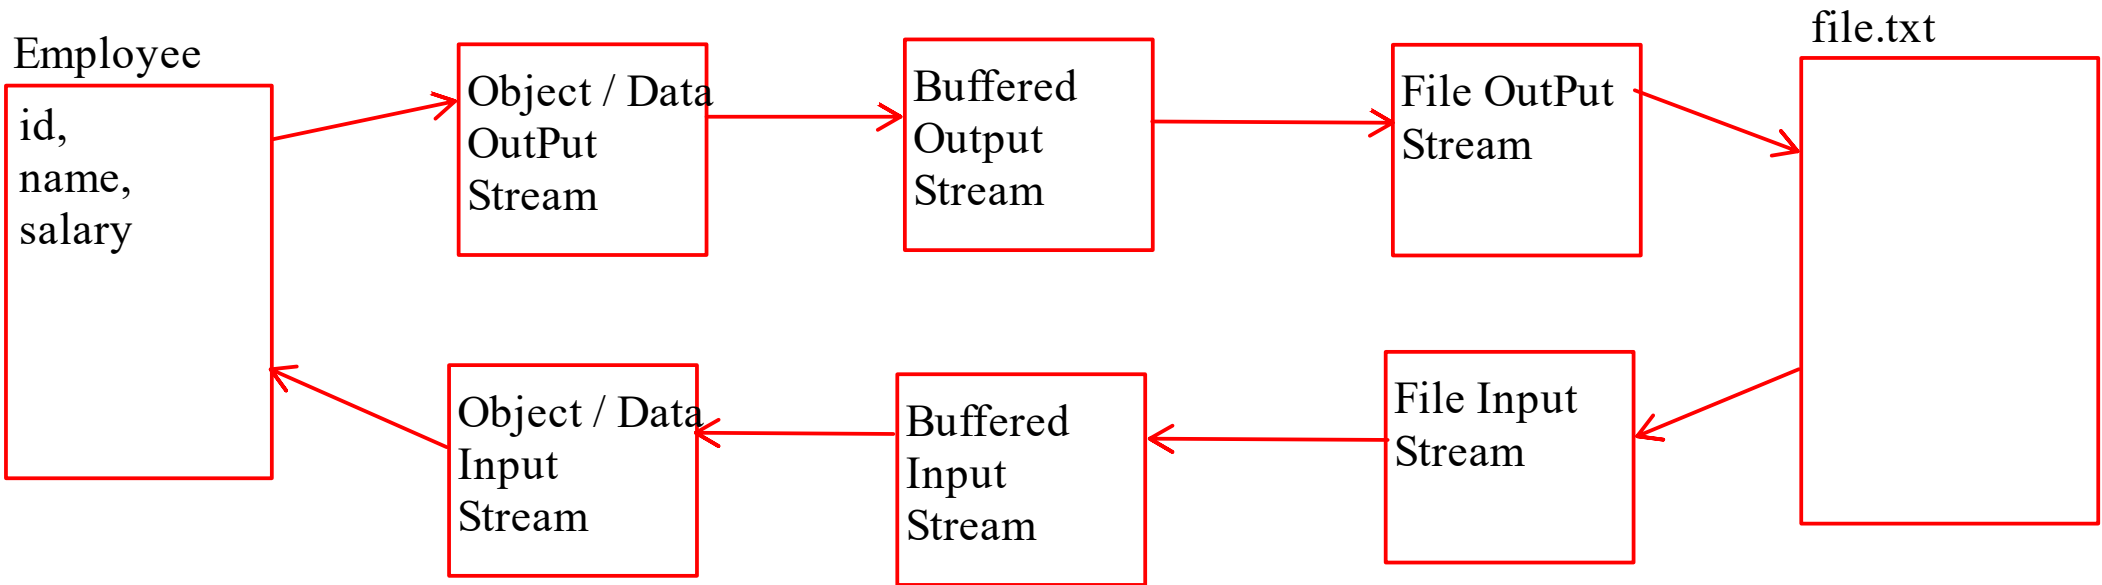 Employee
id,
name,
salary
Object / Data
OutPut
Stream
Buffered
Output
Stream
File OutPut
Stream
file.txt
Object / Data
Input
Stream
Buffered
Input
Stream
File Input
Stream